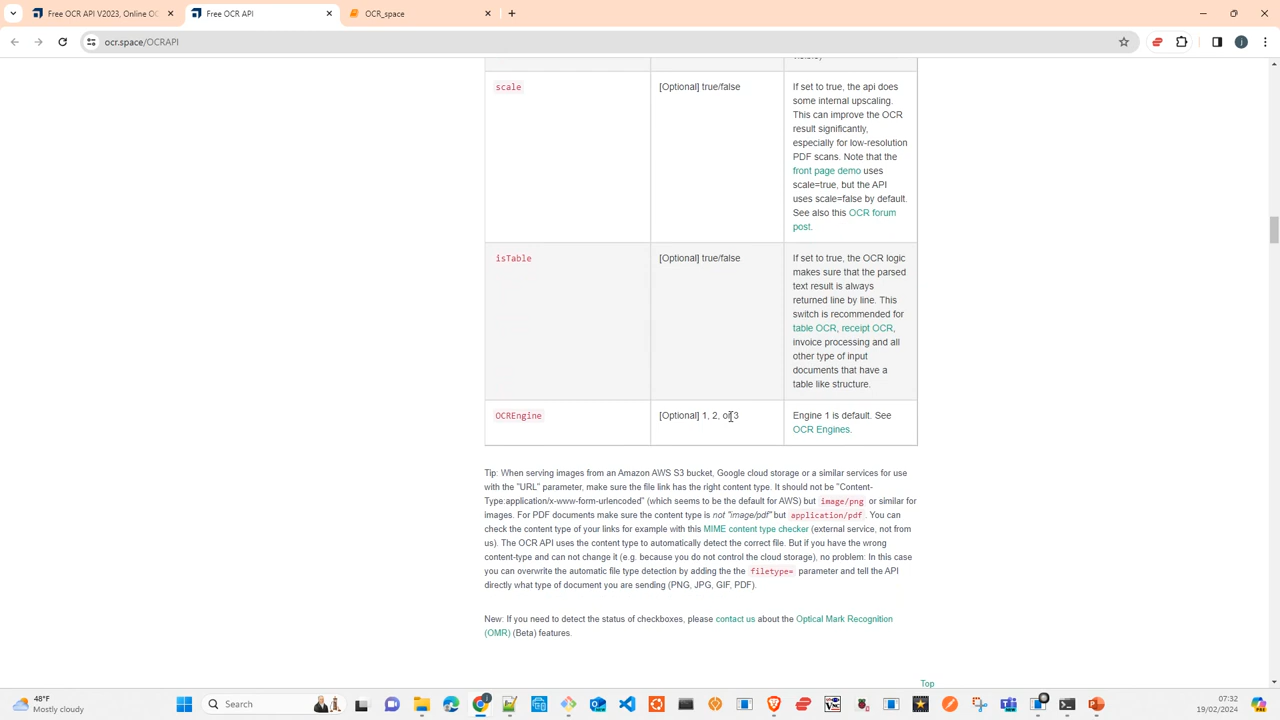 Free OCR API V2023, Online OC
Free OCR API
OCR_space
ocr.space/OCRAPI
scale
[Optional] true/false
If set to true, the api does
some internal upscaling.
This can improve the OCR
result significantly,
especially for low-resolution
PDF scans. Note that the
front page demo uses
scale=true, but the API
uses scale=false by default.
See also this OCR forum
post.
isTable
[Optional] true/false
If set to true, the OCR logic
makes sure that the parsed
text result is always
returned line by line. This
switch is recommended for
table OCR, receipt OCR,
invoice processing and all
other type of input
documents that have a
table like structure.
OCREngine
[Optional] 1, 2, or 3
Engine 1 is default. See
OCR Engines.
Tip: When serving images from an Amazon AWS S3 bucket, Google cloud storage or a similar services for use
with the "URL" parameter, make sure the file link has the right content type. It should not be "Content-
Type:application/x-www-form-urlencoded" (which seems to be the default for AWS) but image/png or similar for
images. For PDF documents make sure the content type is not "image/pdf" but application/pdf. You can
check the content type of your links for example with this MIME content type checker (external service, not from
us). The OCR API uses the content type to automatically detect the correct file. But if you have the wrong
content-type and can not change it (e.g. because you do not control the cloud storage), no problem: In this case
you can overwrite the automatic file type detection by adding the the filetype= parameter and tell the API
directly what type of document you are sending (PNG, JPG, GIF, PDF).
New: If you need to detect the status of checkboxes, please contact us about the Optical Mark Recognition
(OMR) (Beta) features.
Top
48°F
Mostly cloudy
Search
07:32
19/02/2024